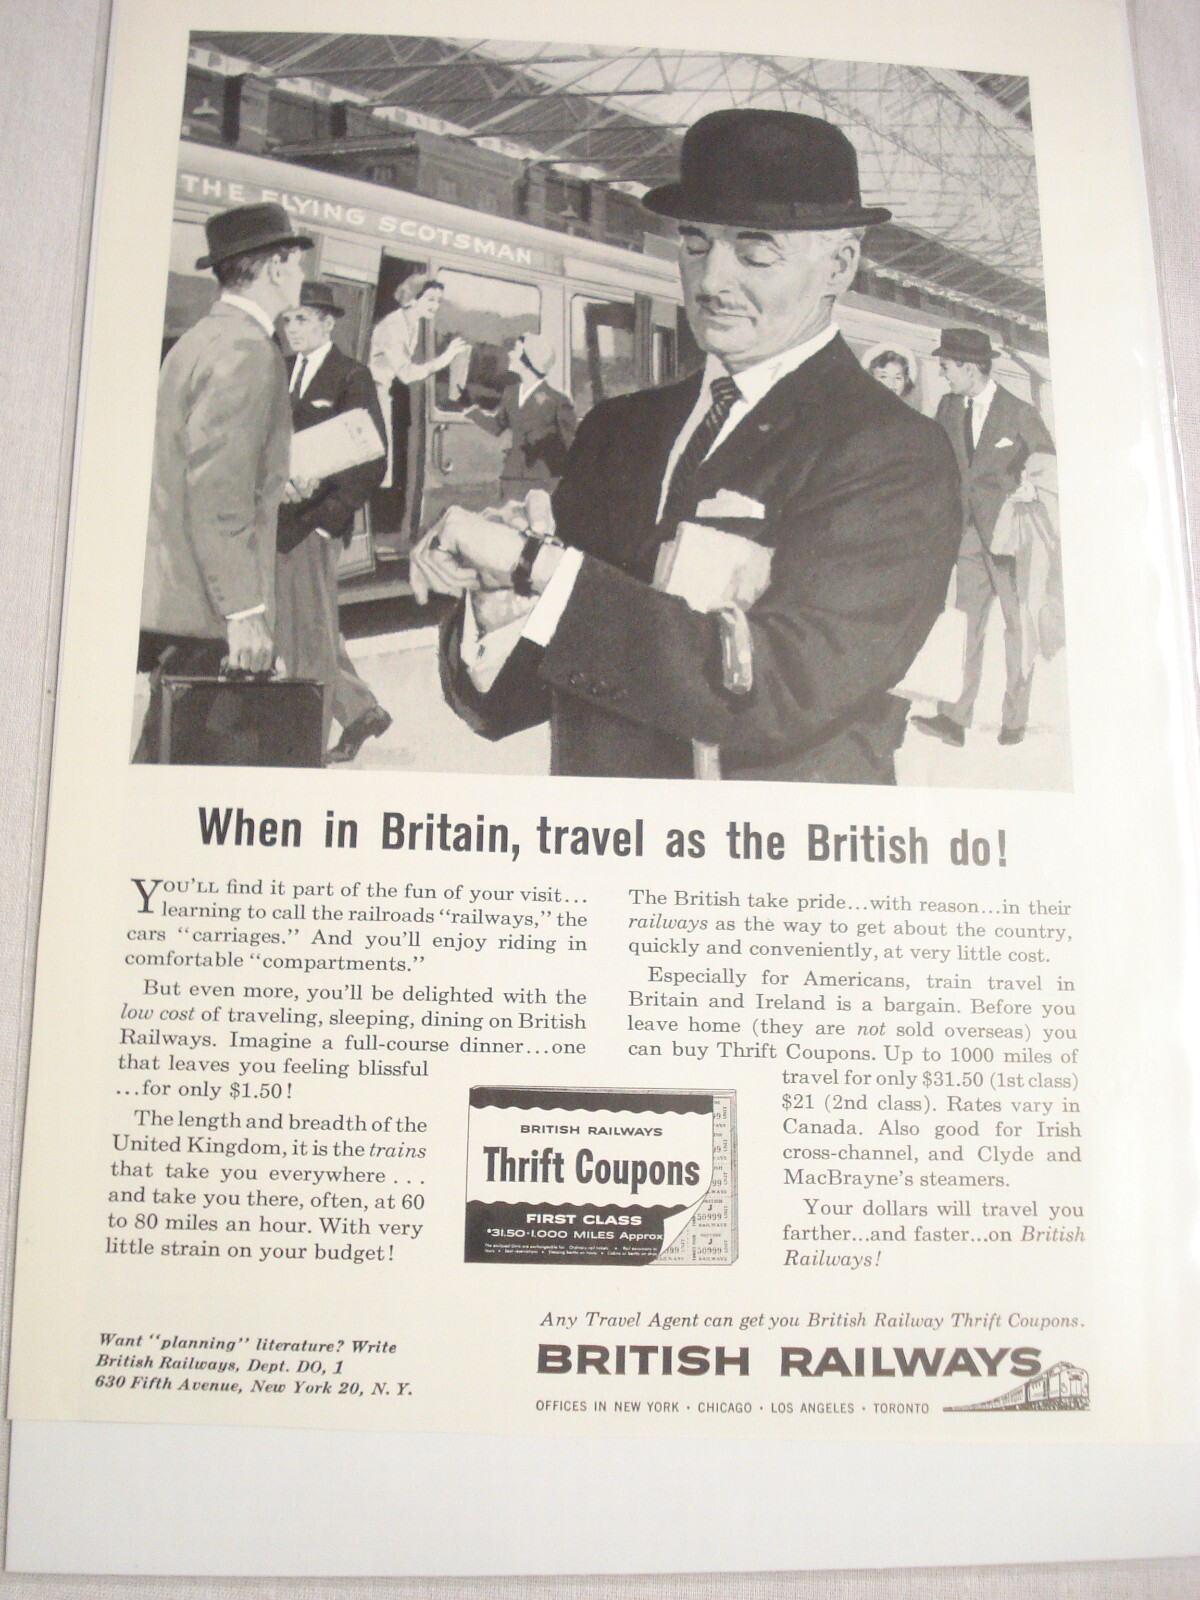 THE FLYING SCOTSMAN
When in Britain, travel as the British do!
YOU'LL find it part of the fun of your visit...
learning to call the railroads "railways," the
cars "carriages." And you'll enjoy riding in
comfortable "compartments."
But even more, you'll be delighted with the
low cost of traveling, sleeping, dining on British
Railways. Imagine a full-course dinner...one
that leaves you feeling blissful
...for only $1.50!
The length and breadth of the
United Kingdom, it is the trains
that take you everywhere . . .
and take you there, often, at 60
to 80 miles an hour. With very
little strain on your budget!
The British take pride...with reason...in their
railways as the way to get about the country,
quickly and conveniently, at very little cost.
Especially for Americans, train travel in
Britain and Ireland is a bargain. Before you
leave home (they are not sold overseas) you
can buy Thrift Coupons. Up to 1000 miles of
travel for only $31.50 (1st class)
$21 (2nd class). Rates vary in
Canada. Also good for Irish
cross-channel, and Clyde and
MacBrayne's steamers.
Your dollars will travel you
farther...and faster...on British
Railways!
BRITISH RAILWAYS
Thrift Coupons
FIRST CLASS
$31.50-1,000 MILES Approx
Want "planning" literature? Write
British Railways, Dept. DO, 1
630 Fifth Avenue, New York 20, N. Y.
Any Travel Agent can get you British Railway Thrift Coupons.
BRITISH RAILWAYS
OFFICES IN NEW YORK • CHICAGO • LOS ANGELES • TORONTO